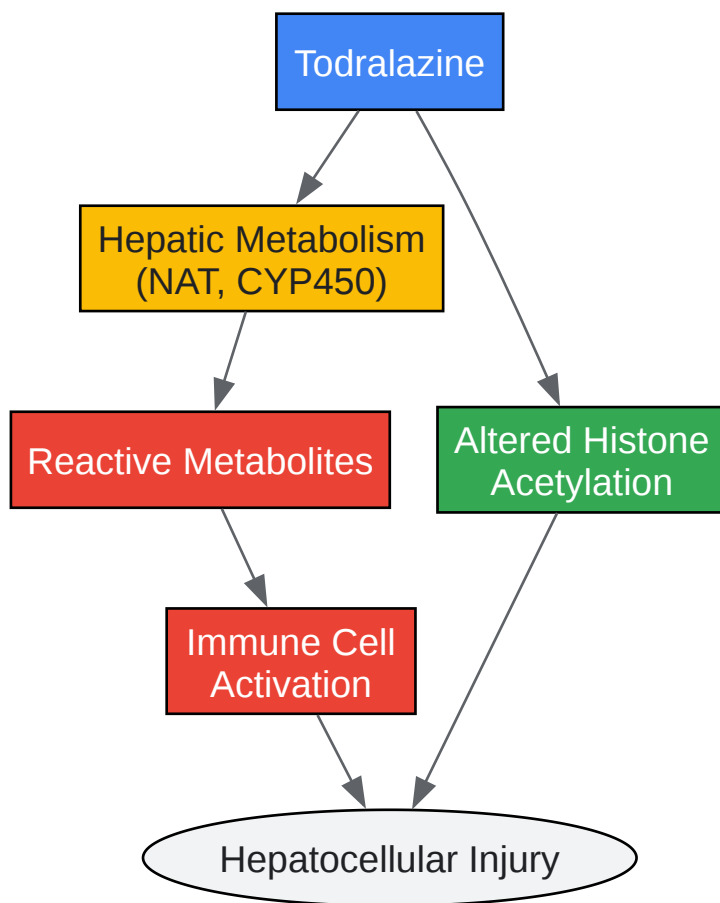 Todralazine
Hepatic Metabolism
(NAT, CYP450)
Reactive Metabolites
Altered Histone
Acetylation
Immune Cell
Activation
Hepatocellular Injury